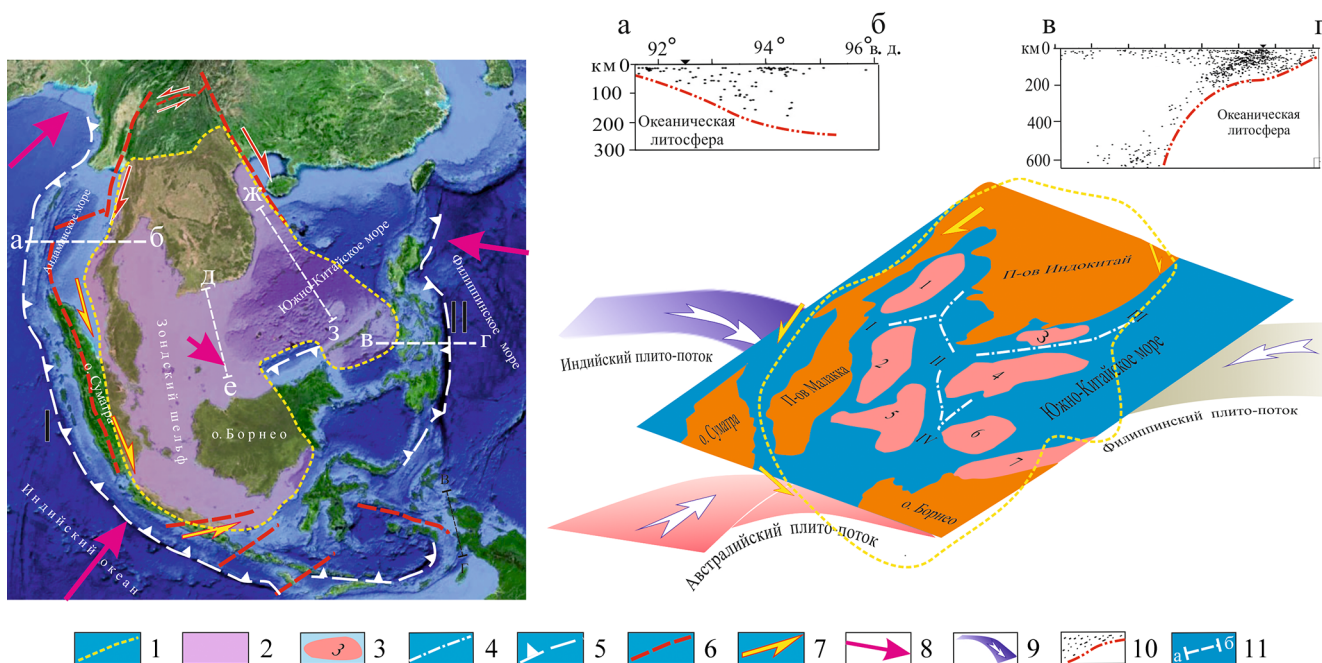 а
б
92° 94° 96°
в. д.
км 0
100
200
300
Океаническая
литосфера
в
г
км 0
200
400
600
Океаническая
литосфера
Андаманское море
а
б
ж
Южно-Китайское море
Филиппинское море
д
з
в
г
II
е
Зондский шельф
о. Суматра
I
о. Борнео
Индийский океан
П-ов Индокитай
1
I
III
3
Индийский плито-поток
2
II
4
Южно-Китайское море
П-ов Малакка
о. Суматра
5
IV
6
Филиппинский плито-поток
7
о. Борнео
Австралийский плито-поток
1
2
3
3
4
5
6
7
8
9
10
а
б
11